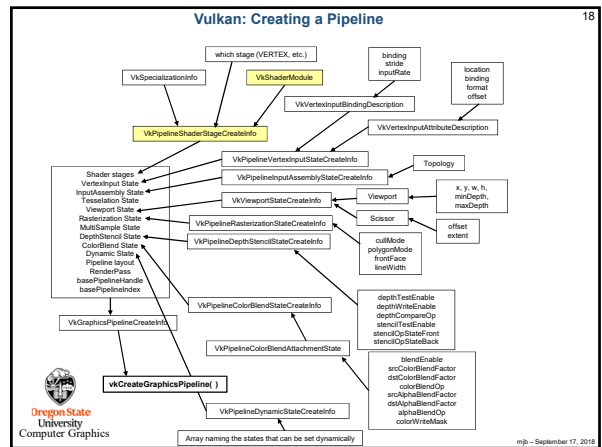 Vulkan: Creating a Pipeline
18
which stage (VERTEX, etc.)
VkSpecializationInfo
VkShaderModule
binding
stride
inputRate
location
binding
format
offset
VkVertexInputBindingDescription
VkVertexInputAttributeDescription
VkPipelineShaderStageCreateInfo
VkPipelineVertexInputStateCreateInfo
VkPipelineInputAssemblyStateCreateInfo
Topology
Shader stages
VertexInput State
InputAssembly State
Tesselation State
Viewport State
Rasterization State
MultiSample State
DepthStencil State
ColorBlend State
Dynamic State
Pipeline layout
RenderPass
basePipelineHandle
basePipelineIndex
VkViewportStateCreateInfo
Viewport
x, y, w, h,
minDepth,
maxDepth
Scissor
offset
extent
VkPipelineRasterizationStateCreateInfo
cullMode
polygonMode
frontFace
lineWidth
VkPipelineDepthStencilStateCreateInfo
depthTestEnable
depthWriteEnable
depthCompareOp
stencilTestEnable
stencilOpStateFront
stencilOpStateBack
VkPipelineColorBlendStateCreateInfo
VkGraphicsPipelineCreateInfo
VkPipelineColorBlendAttachmentState
blendEnable
srcColorBlendFactor
dstColorBlendFactor
colorBlendOp
srcAlphaBlendFactor
dstAlphaBlendFactor
alphaBlendOp
colorWriteMask
vkCreateGraphicsPipeline( )
VkPipelineDynamicStateCreateInfo
Array naming the states that can be set dynamically
Oregon State
University
Computer Graphics
mjb – September 17, 2018